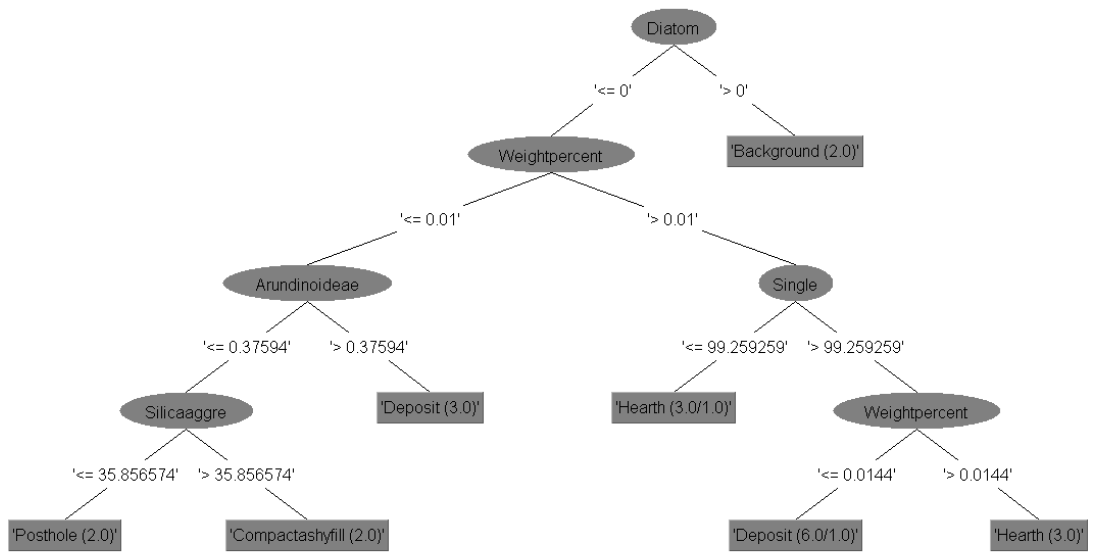 Diatom
'<= 0' '> 0'
Weightpercent 'Background (2.0)'
'<= 0.01' '> 0.01'
Arundinoideae Single
'<= 0.37594' '> 0.37594' '<= 99.259259' '> 99.259259'
Silicaaggre 'Deposit (3.0)' 'Hearth (3.0/1.0)' Weightpercent
'<= 35.856574' '> 35.856574' '<= 0.0144' '> 0.0144'
'Posthole (2.0)' 'Compactashyfill (2.0)' 'Deposit (6.0/1.0)' 'Hearth (3.0)'